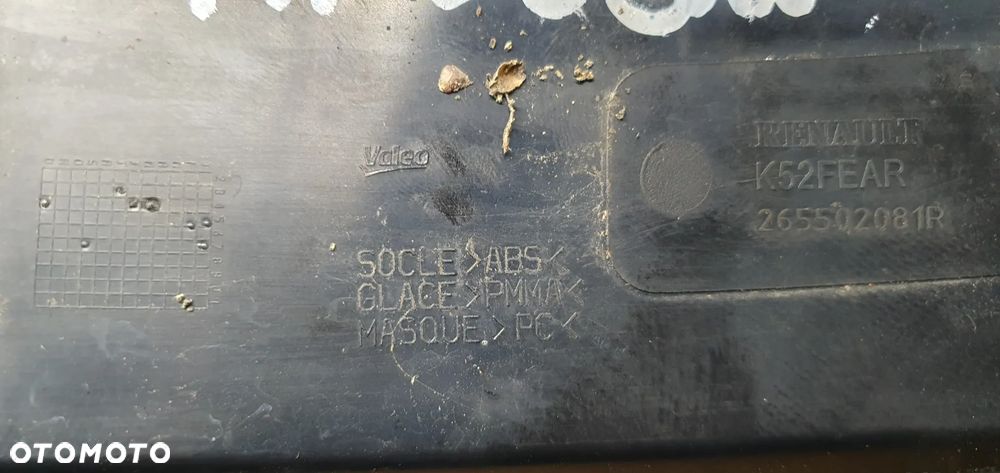 Valeo
SOCLE >ABS<
GLACE >PMMA<
MASQUE >PC<
RENAULT
K52FEAR
265502081R
OTOMOTO